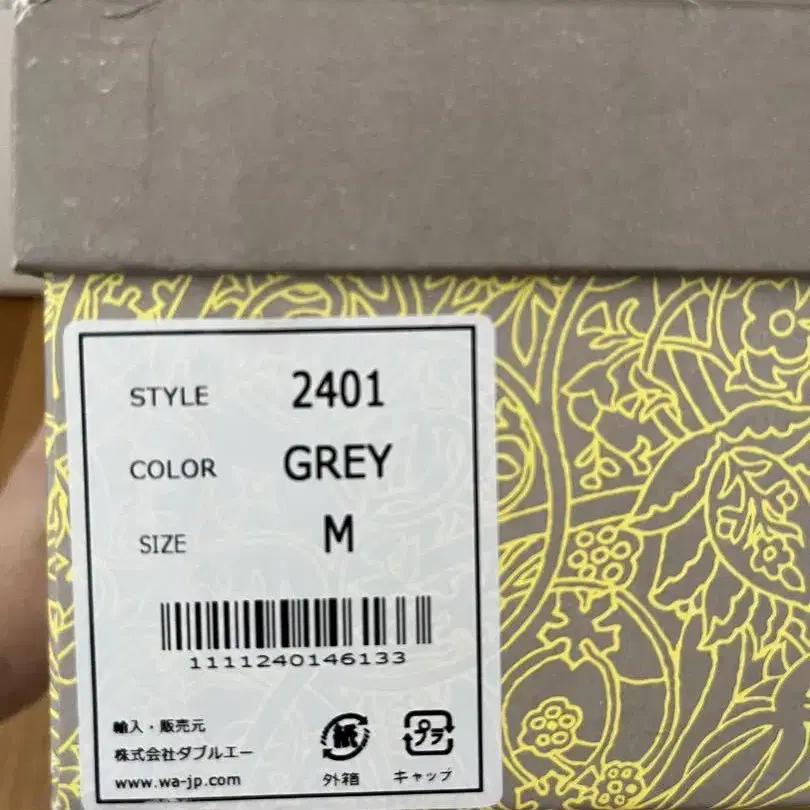 STYLE 2401
COLOR GREY
SIZE M
1111240146133
輸入・販売元
株式会社ダブルエー
www.wa-jp.com
紙
外箱
プラ
キャップ